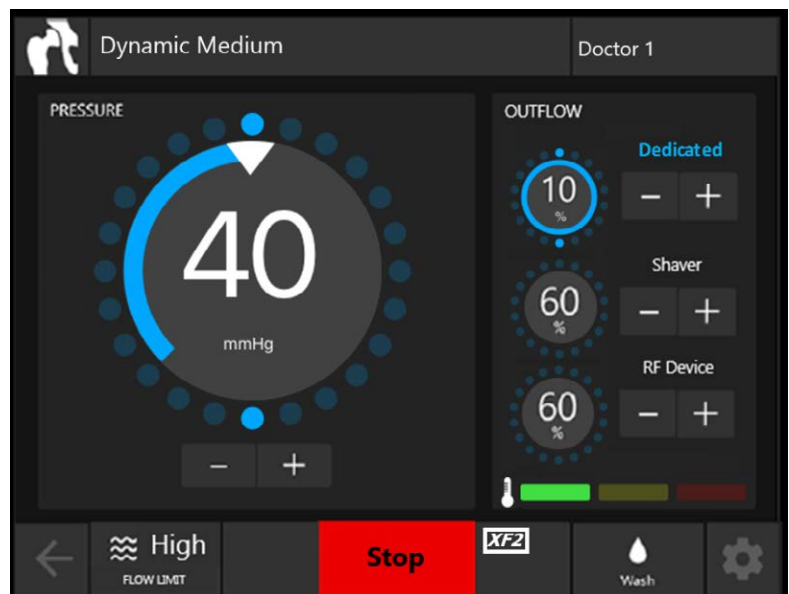 Dynamic Medium
Doctor 1
PRESSURE
40
mmHg
− +
OUTFLOW
Dedicated
10
%
− +
Shaver
60
%
− +
RF Device
60
%
− +
High
FLOW LIMIT
Stop
XF2
Wash